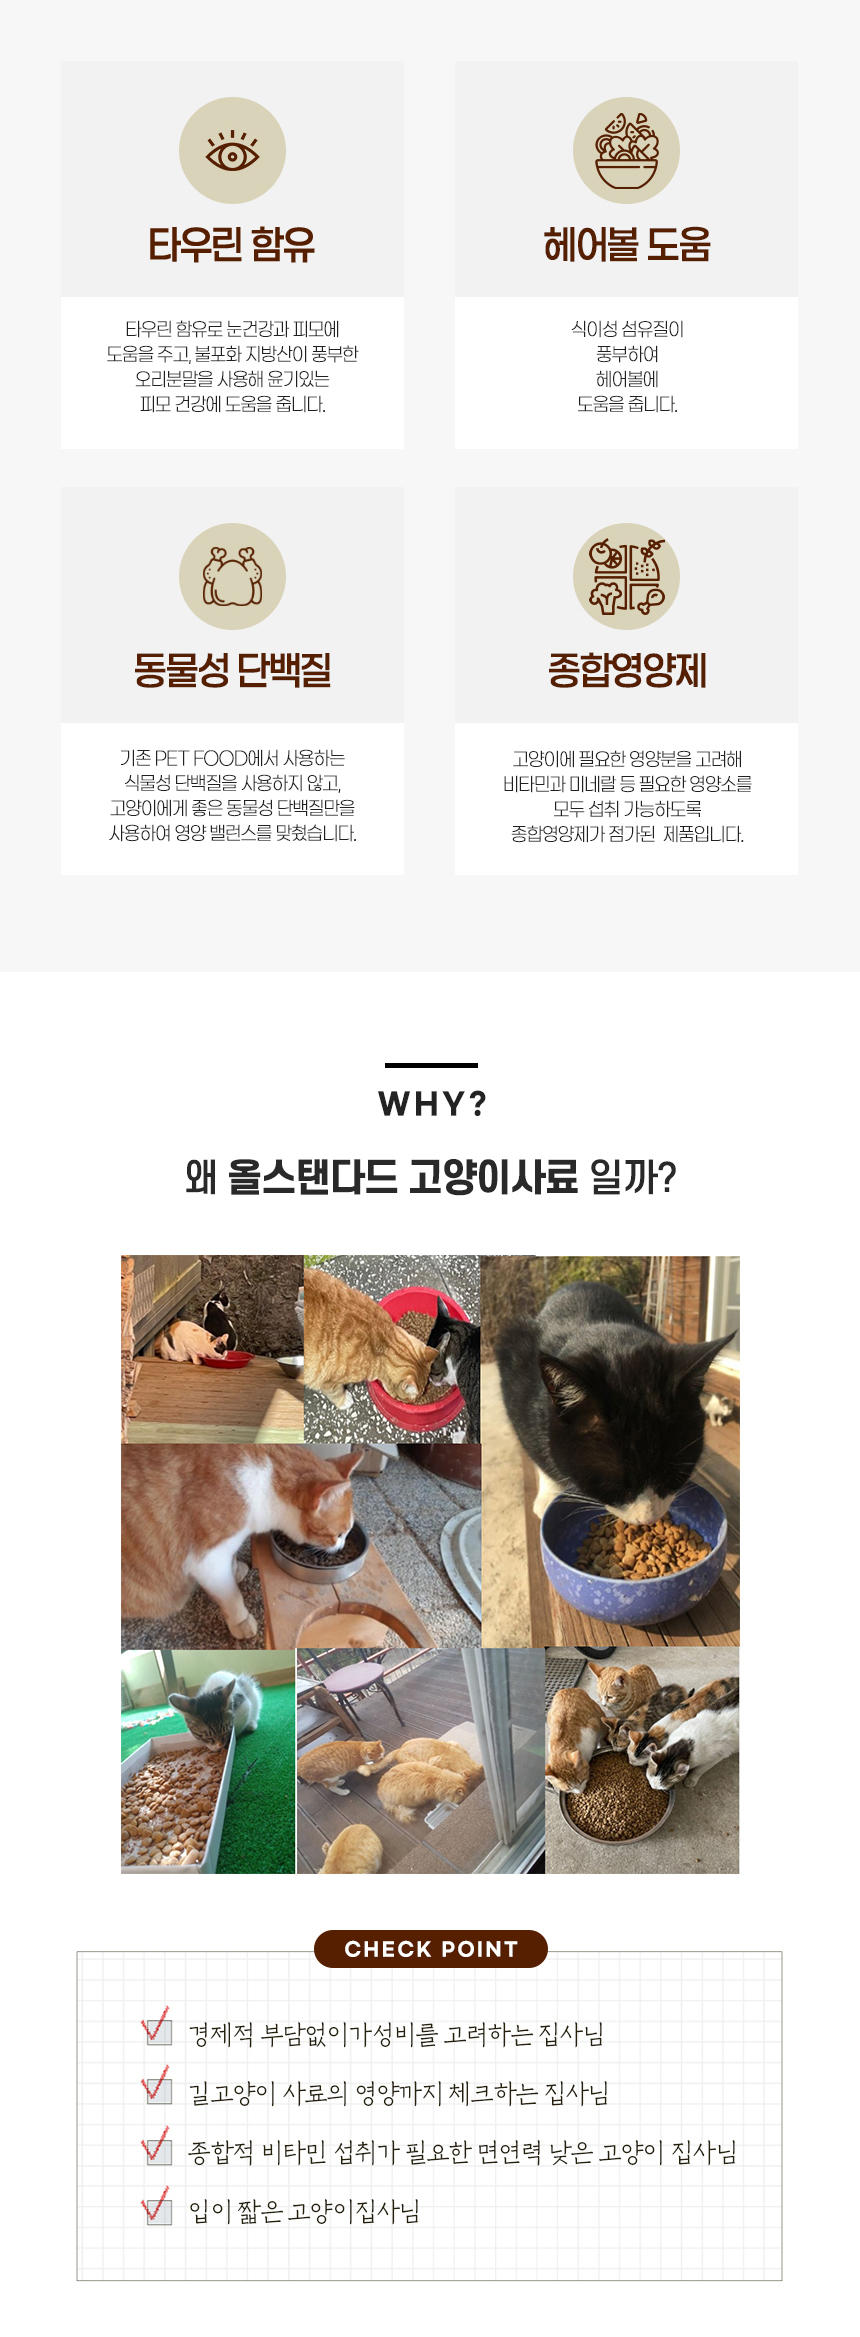 타우린 함유
타우린 함유로 눈건강과 피모에
도움을 주고, 불포화 지방산이 풍부한
오리분말을 사용해 윤기있는
피모 건강에 도움을 줍니다.
헤어볼 도움
식이성 섬유질이
풍부하여
헤어볼에
도움을 줍니다.
동물성 단백질
기존 PET FOOD에서 사용하는
식물성 단백질을 사용하지 않고,
고양이에게 좋은 동물성 단백질만을
사용하여 영양 밸런스를 맞췄습니다.
종합영양제
고양이에 필요한 영양분을 고려해
비타민과 미네랄 등 필요한 영양소를
모두 섭취 가능하도록
종합영양제가 첨가된 제품입니다.
WHY?
왜 올스탠다드 고양이사료 일까?
CHECK POINT
경제적 부담없이가성비를 고려하는 집사님
길고양이 사료의 영양까지 체크하는 집사님
종합적 비타민 섭취가 필요한 면연력 낮은 고양이 집사님
입이 짧은 고양이집사님